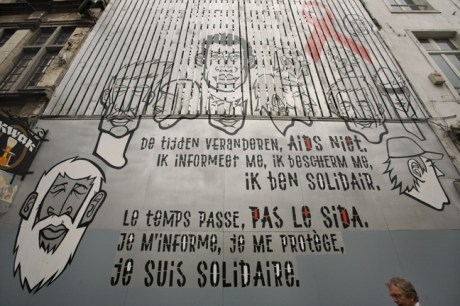 kwak
De tijden veranderen, AIDS niet.
Ik informeer me, ik bescherm me,
ik ben solidair.
Le temps passe, pas le SIDA.
Je m'informe, je me protège,
je suis solidaire.